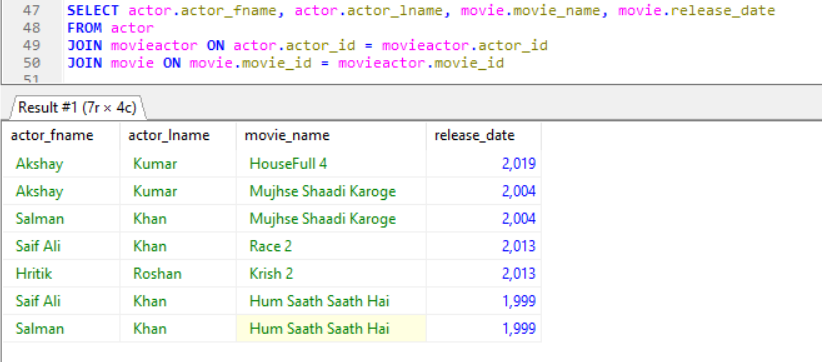 47 SELECT actor.actor_fname, actor.actor_lname, movie.movie_name, movie.release_date
48 FROM actor
49 JOIN movieactor ON actor.actor_id = movieactor.actor_id
50 JOIN movie ON movie.movie_id = movieactor.movie_id
51
Result #1 (7r × 4c)
actor_fname actor_lname movie_name release_date
Akshay Kumar HouseFull 4 2,019
Akshay Kumar Mujhse Shaadi Karoge 2,004
Salman Khan Mujhse Shaadi Karoge 2,004
Saif Ali Khan Race 2 2,013
Hritik Roshan Krish 2 2,013
Saif Ali Khan Hum Saath Saath Hai 1,999
Salman Khan Hum Saath Saath Hai 1,999